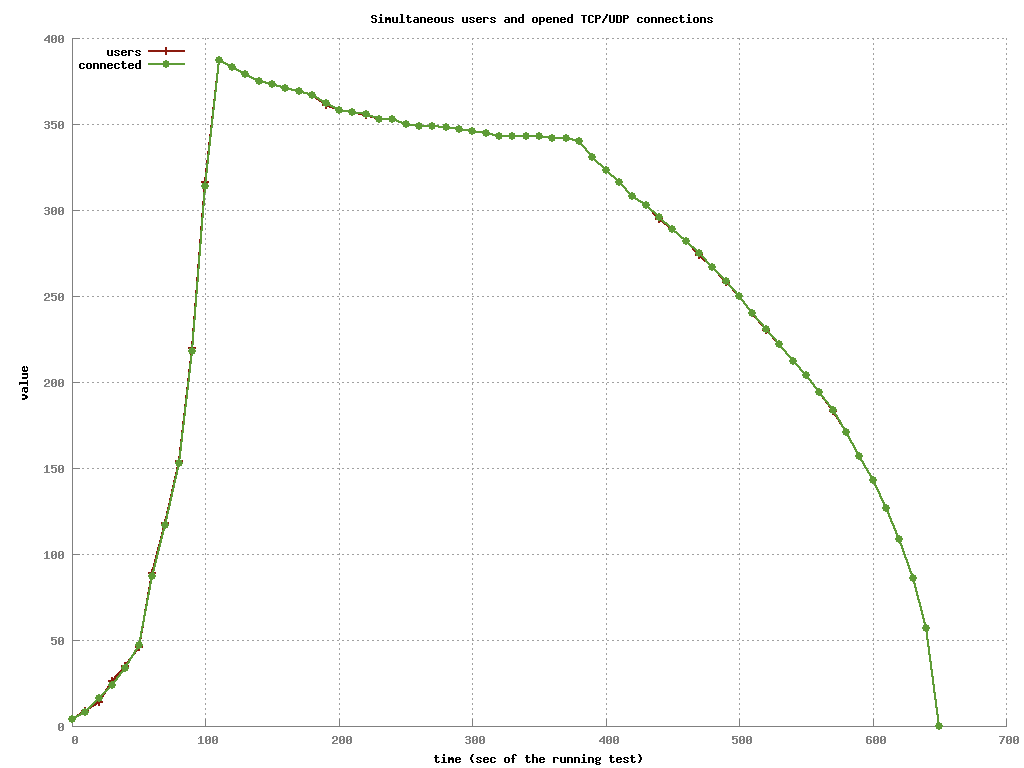 Simultaneous users and opened TCP/UDP connections
400
users
connected
350
300
250
200
150
100
50
0
value
0 100 200 300 400 500 600 700
time (sec of the running test)